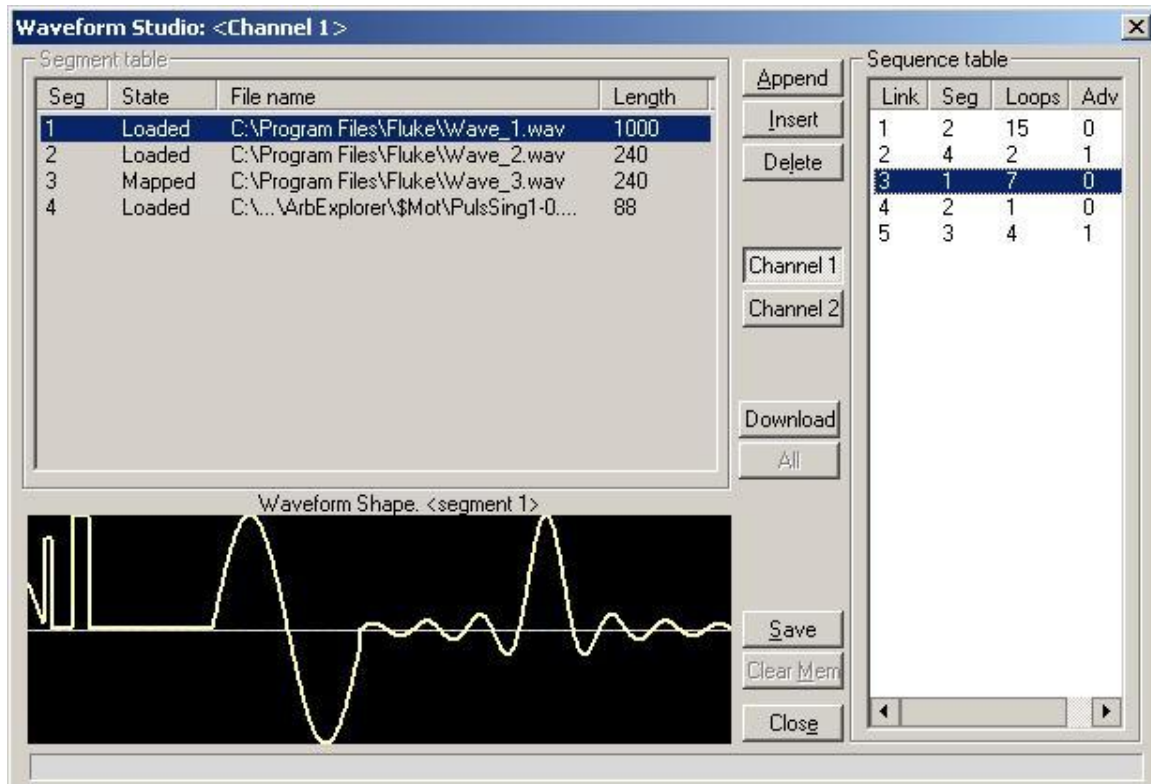 Waveform Studio: <Channel 1>
Segment table
Seg State File name Length
1 Loaded C:\Program Files\Fluke\Wave_1.wav 1000
2 Loaded C:\Program Files\Fluke\Wave_2.wav 240
3 Mapped C:\Program Files\Fluke\Wave_3.wav 240
4 Loaded C:\...\ArbExplorer\$Mot\PulsSing1-0.... 88
Append
Insert
Delete
Channel 1
Channel 2
Download
All
Sequence table
Link Seg Loops Adv
1 2 15 0
2 4 2 1
3 1 7 0
4 2 1 0
5 3 4 1
Waveform Shape. <segment 1>
Save
Clear Mem
Close